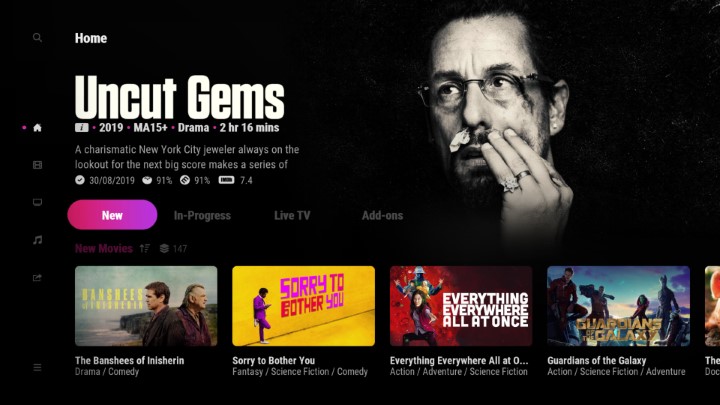 Home
Uncut Gems
2019 • MA15+ • Drama • 2 hr 16 mins
A charismatic New York City jeweler always on the
lookout for the next big score makes a series of
30/08/2019 91% 91% IMDb 7.4
New In-Progress Live TV Add-ons
New Movies 147
BANSHEES OF INISHERIN
SORRY TO BOTHER YOU
EVERYTHING EVERYWHERE ALL AT ONCE
GUARDIANS OF THE GALAXY
The Banshees of Inisherin
Drama / Comedy
Sorry to Bother You
Fantasy / Science Fiction / Comedy
Everything Everywhere All at O...
Action / Adventure / Science Fiction
Guardians of the Galaxy
Action / Science Fiction / Adventure
The
Doc